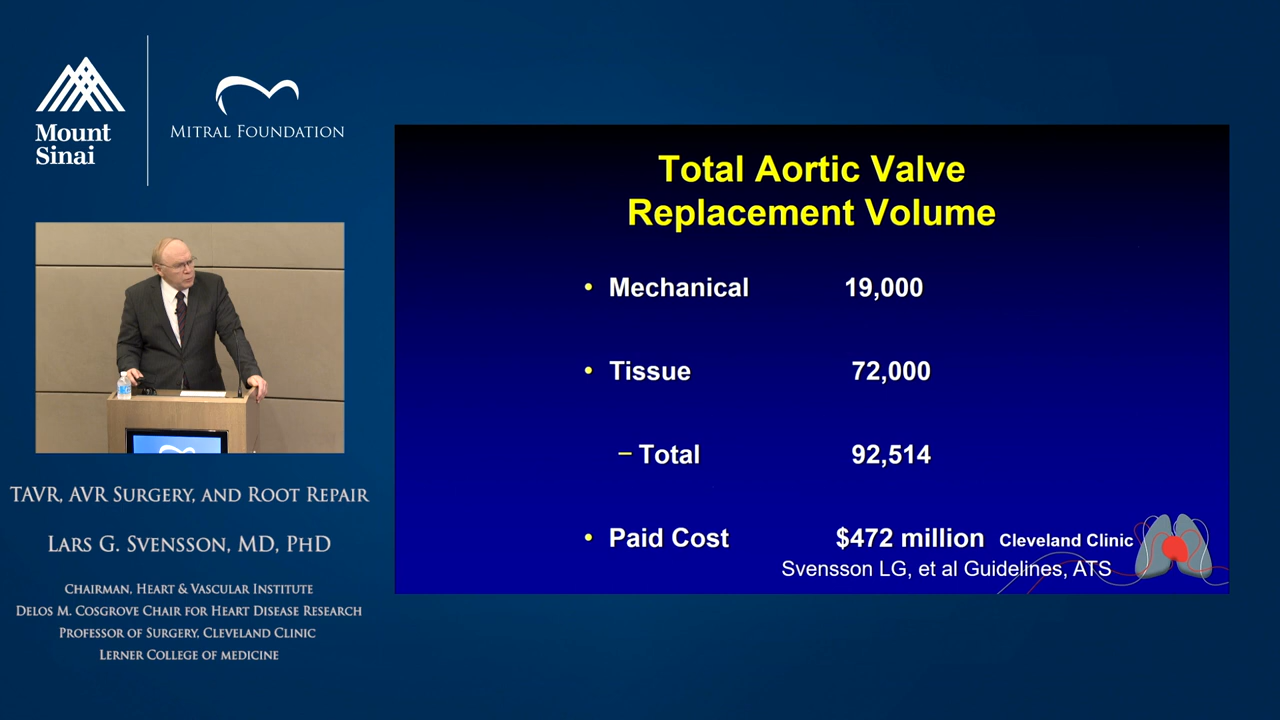 Mount
Sinai
MITRAL FOUNDATION
Total Aortic Valve
Replacement Volume
• Mechanical 19,000
• Tissue 72,000
– Total 92,514
• Paid Cost $472 million Cleveland Clinic
Svensson LG, et al Guidelines, ATS
TAVR, AVR SURGERY, AND ROOT REPAIR
LARS G. SVENSSON, MD, PHD
CHAIRMAN, HEART & VASCULAR INSTITUTE
DELOS M. COSGROVE CHAIR FOR HEART DISEASE RESEARCH
PROFESSOR OF SURGERY, CLEVELAND CLINIC
LERNER COLLEGE OF MEDICINE